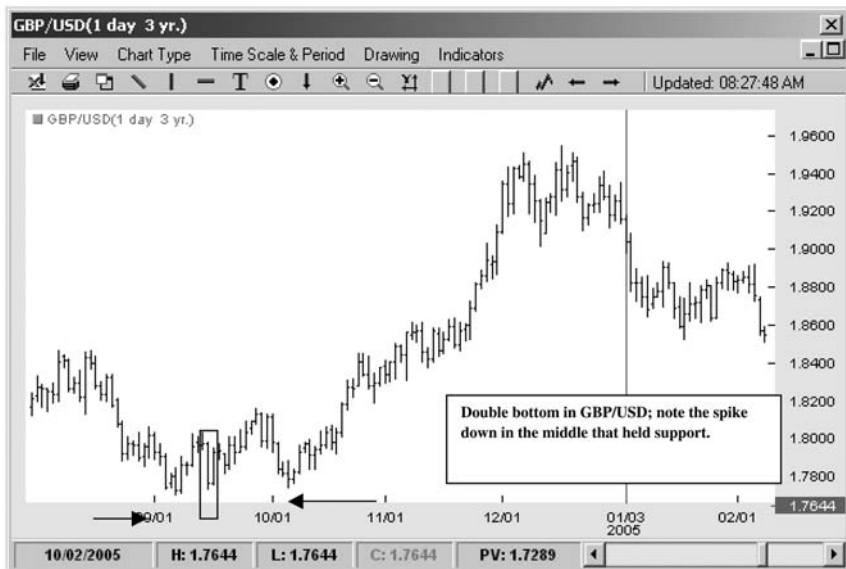 GBP/USD(1 day 3 yr.)
File View Chart Type Time Scale & Period Drawing Indicators
T Updated: 08:27:48 AM
GBP/USD(1 day 3 yr.)
1.9600
1.9400
1.9200
1.9000
1.8800
1.8600
1.8400
1.8200
1.8000
1.7800
1.7644
Double bottom in GBP/USD; note the spike
down in the middle that held support.
09/01 10/01 11/01 12/01 01/03 02/01
2005
10/02/2005 H: 1.7644 L: 1.7644 C: 1.7644 PV: 1.7289